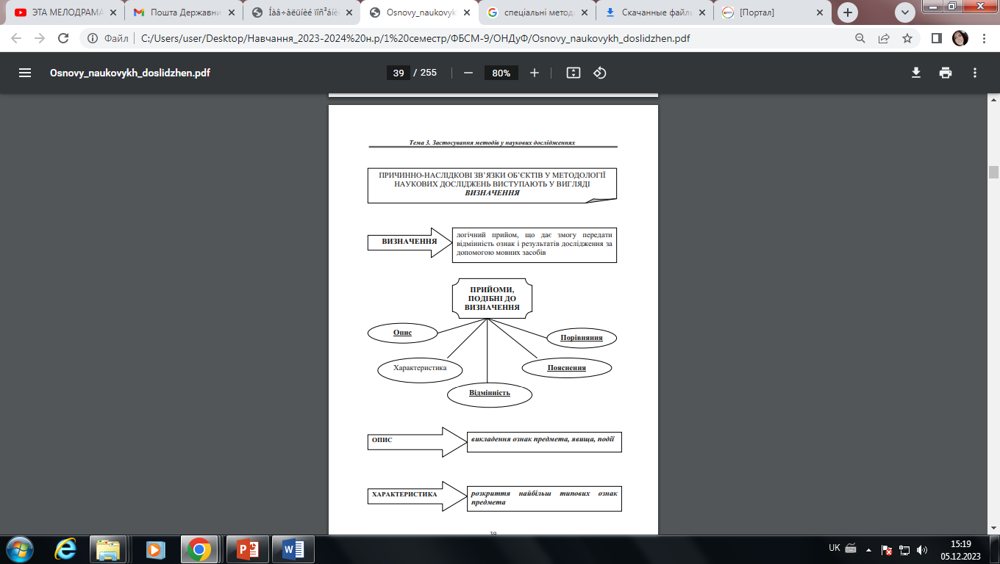 ЭТА МЕЛОДРАМА
Пошта Державни
Íàâ÷àëüíèé ïîñ³áíè
Osnovy_naukovyk
спеціальні метод
Скачанные файлы
[Портал]
Файл
C:/Users/user/Desktop/Навчання_2023-2024%20н.р/1%20семестр/ФБСМ-9/ОНДуФ/Osnovy_naukovykh_doslidzhen.pdf
Osnovy_naukovykh_doslidzhen.pdf
39 / 255
80%
Тема 3. Застосування методів у наукових дослідженнях
ПРИЧИННО-НАСЛІДКОВІ ЗВ’ЯЗКИ ОБ’ЄКТІВ У МЕТОДОЛОГІЇ
НАУКОВИХ ДОСЛІДЖЕНЬ ВИСТУПАЮТЬ У ВИГЛЯДІ
ВИЗНАЧЕННЯ
ВИЗНАЧЕННЯ
логічний прийом, що дає змогу передати
відмінність ознак і результатів дослідження за
допомогою мовних засобів
ПРИЙОМИ,
ПОДІБНІ ДО
ВИЗНАЧЕННЯ
Опис
Порівняння
Характеристика
Пояснення
Відмінність
ОПИС
викладення ознак предмета, явища, події
ХАРАКТЕРИСТИКА
розкриття найбільш типових ознак
предмета
39
UK
15:19
05.12.2023